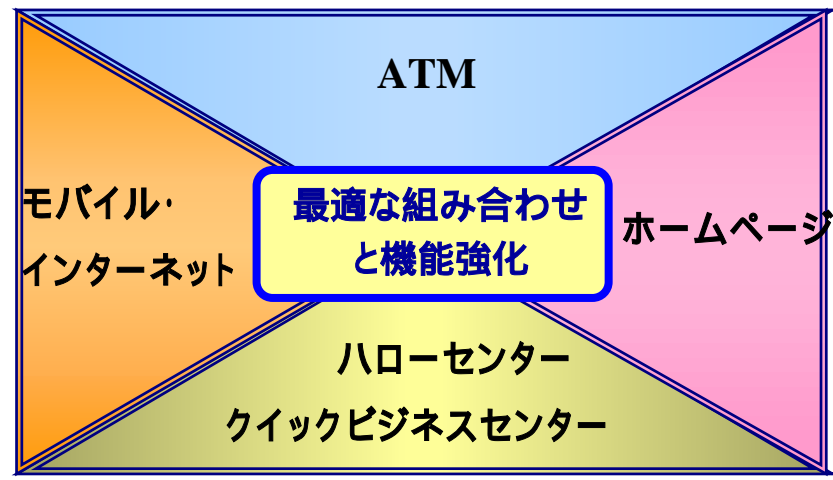 ATM
モバイル・
インターネット
最適な組み合わせ
と機能強化
ホームページ
ハローセンター
クイックビジネスセンター